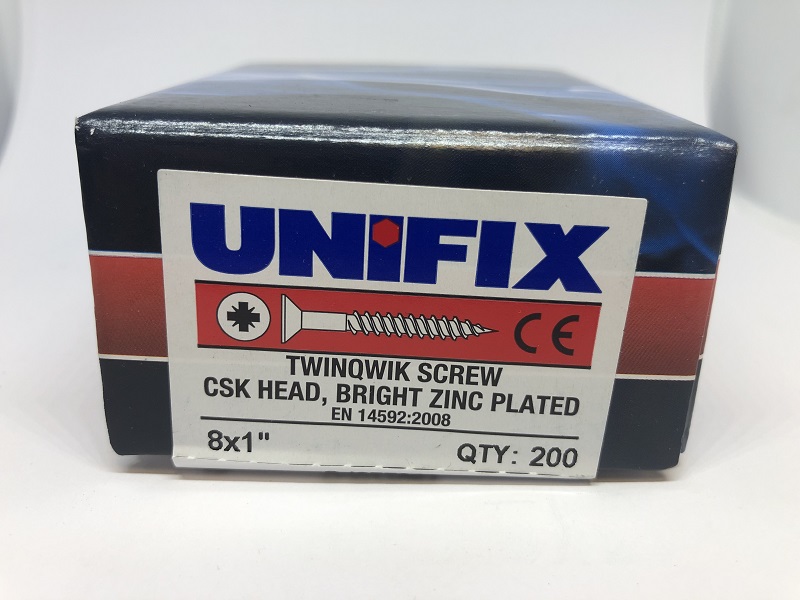 UNIFIX
CE
TWINQWIK SCREW
CSK HEAD, BRIGHT ZINC PLATED
EN 14592:2008
8x1" QTY: 200